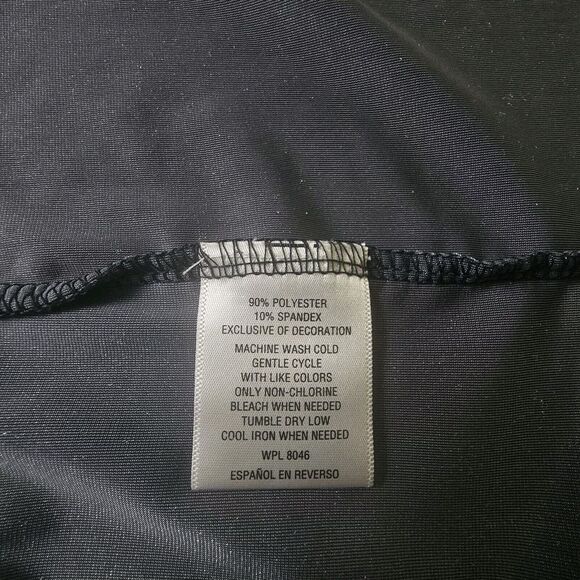 90% POLYESTER
10% SPANDEX
EXCLUSIVE OF DECORATION
MACHINE WASH COLD
GENTLE CYCLE
WITH LIKE COLORS
ONLY NON-CHLORINE
BLEACH WHEN NEEDED
TUMBLE DRY LOW
COOL IRON WHEN NEEDED
WPL 8046
ESPAÑOL EN REVERSO